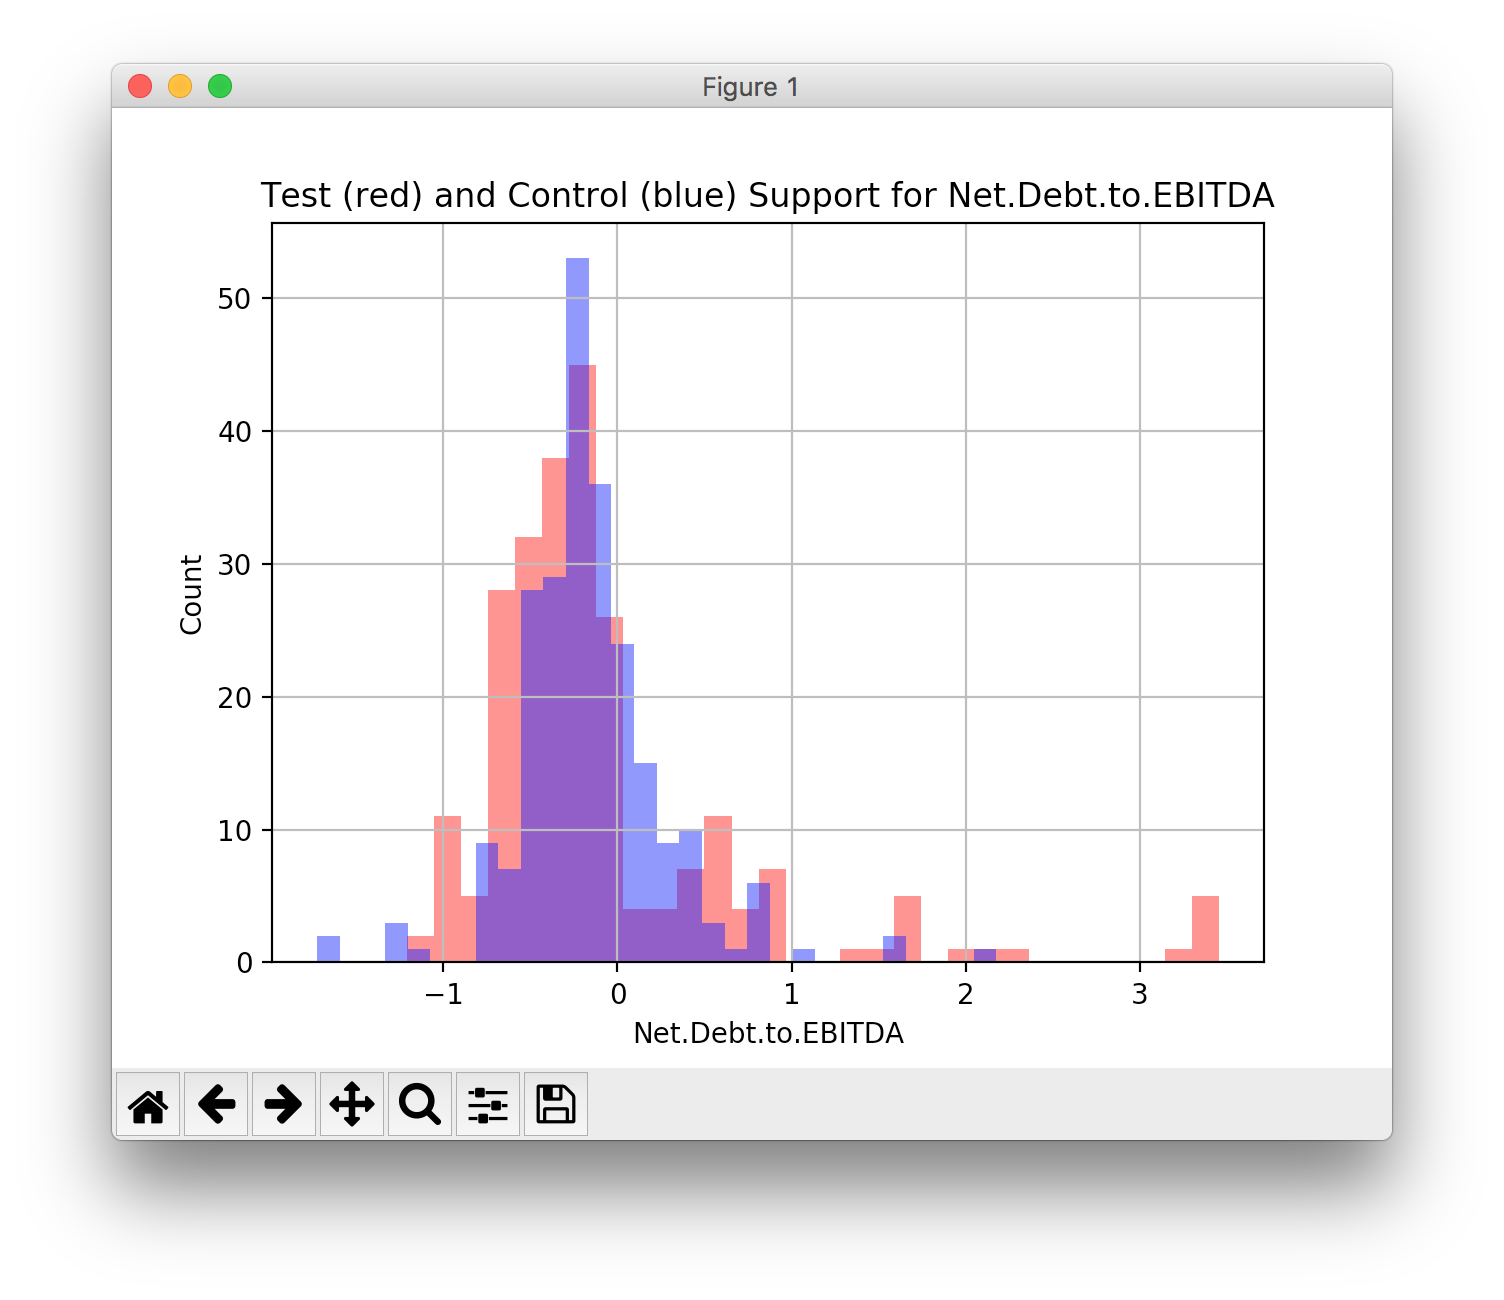 Figure 1
Test (red) and Control (blue) Support for Net.Debt.to.EBITDA
50
40
30
20
10
0
Count
−1
0
1
2
3
Net.Debt.to.EBITDA